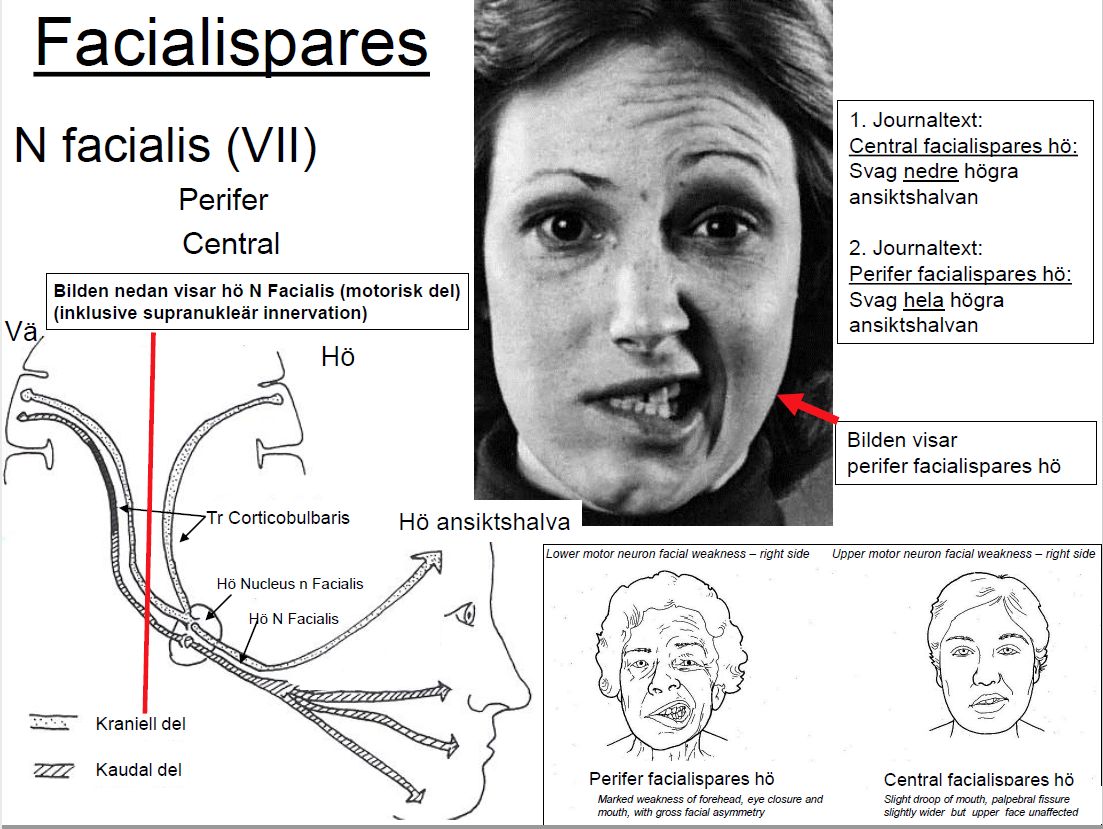 Facialispares
N facialis (VII)
Perifer
Central
Bilden nedan visar hö N Facialis (motorisk del)
(inklusive supranukleär innervation)
Vä
Hö
Tr Corticobulbaris
Hö ansiktshalva
Hö Nucleus n Facialis
Hö N Facialis
Kraniell del
Kaudal del
1. Journaltext:
Central facialispares hö:
Svag nedre högra
ansiktshalvan
2. Journaltext:
Perifer facialispares hö:
Svag hela högra
ansiktshalvan
Bilden visar
perifer facialispares hö
Lower motor neuron facial weakness – right side
Upper motor neuron facial weakness – right side
Perifer facialispares hö
Marked weakness of forehead, eye closure and
mouth, with gross facial asymmetry
Central facialispares hö
Slight droop of mouth, palpebral fissure
slightly wider but upper face unaffected